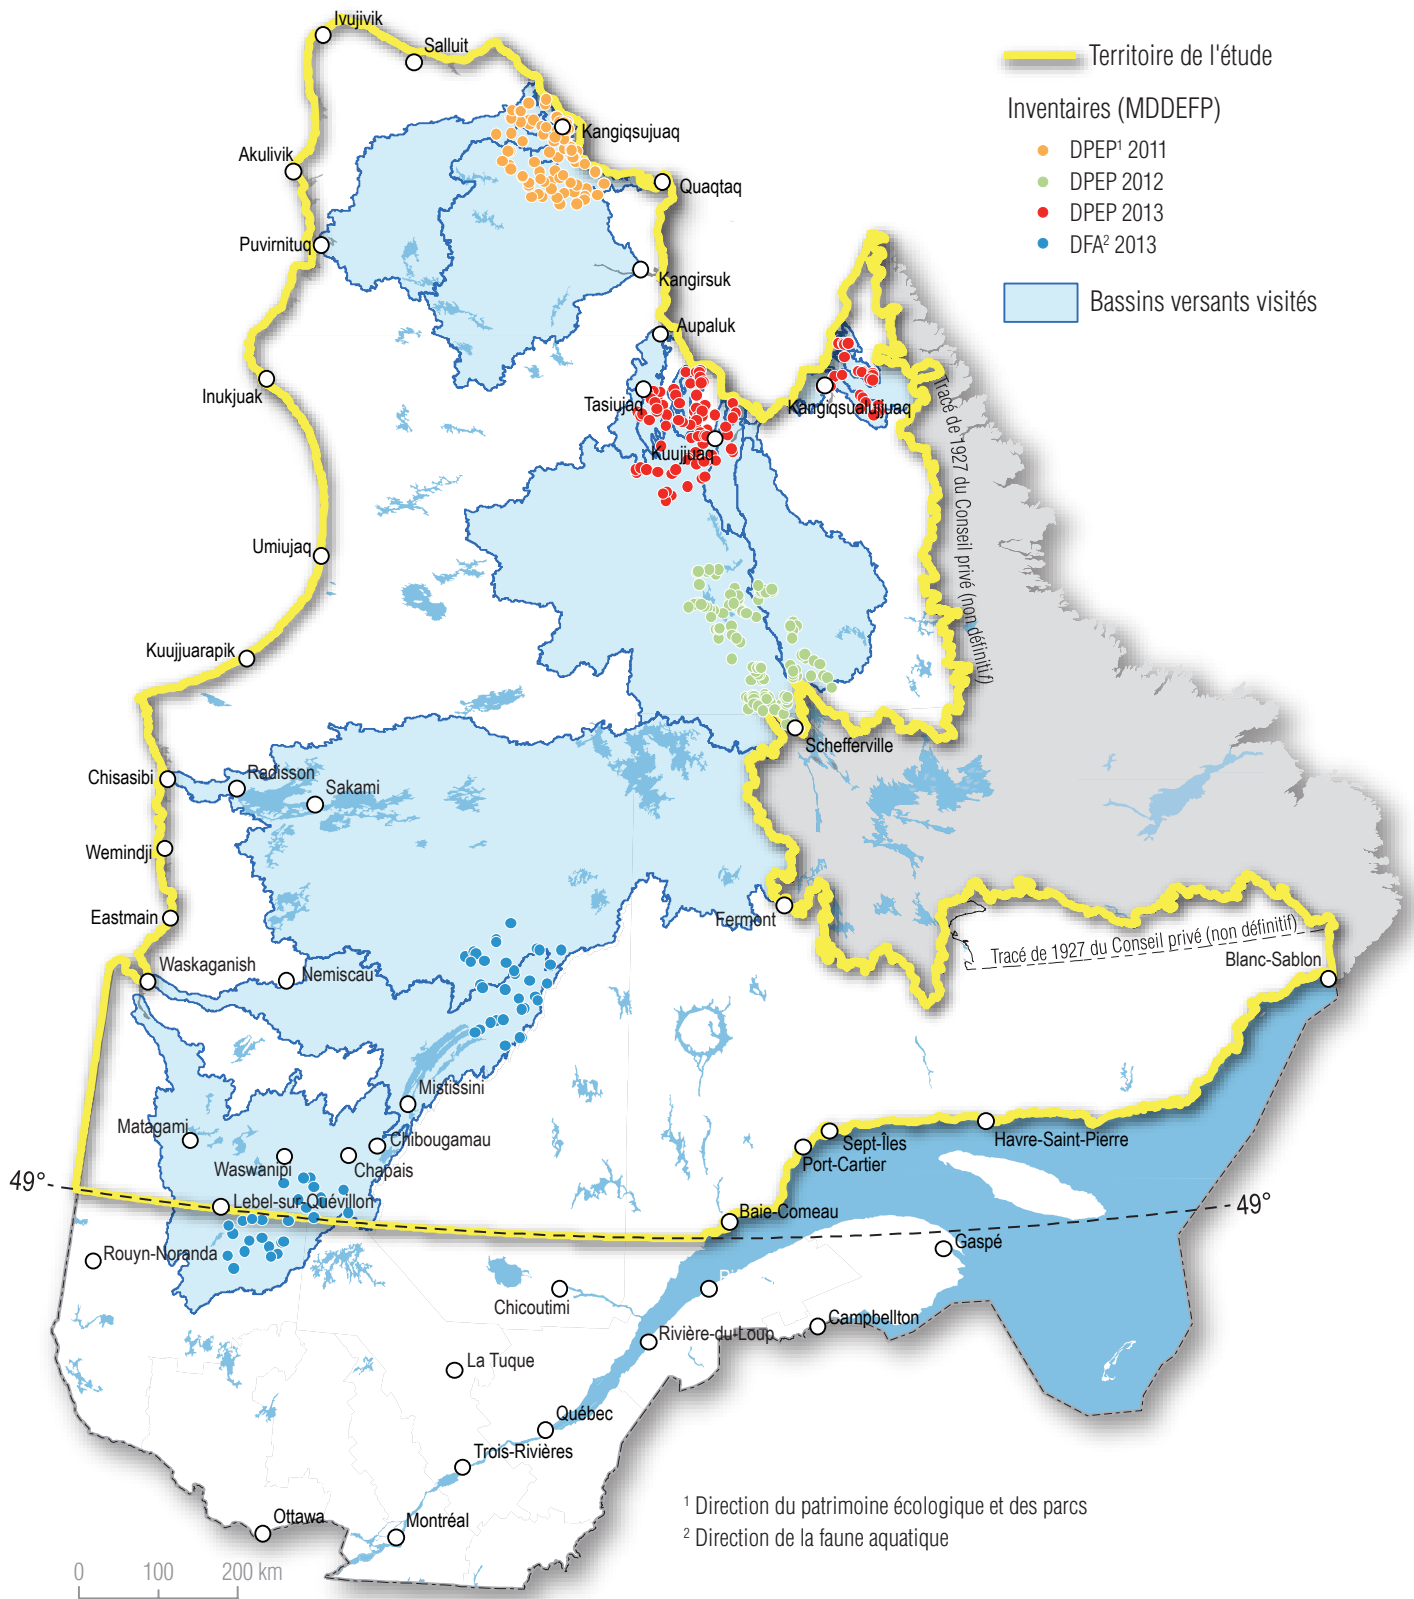 Ivujivik
Salluit
Territoire de l'étude
Inventaires (MDDEFP)
DPEP¹ 2011
DPEP 2012
DPEP 2013
DFA² 2013
Bassins versants visités
Kangiqsujuaq
Akulivik
Quaqtaq
Puvirnituq
Kangirsuk
Aupaluk
Inukjuak
Tasiujaq
Kangiqsualujjuaq
Kuujjuaq
Tracé de 1927 du Conseil privé (non définitif)
Umiujaq
Kuujjuarapik
Schefferville
Chisasibi
Radisson
Sakami
Wemindji
Eastmain
Fermont
Tracé de 1927 du Conseil privé (non définitif)
Blanc-Sablon
Waskaganish
Nemiscau
Mistissini
Matagami
Chibougamau
Waswanipi
Chapais
Sept-Îles
Port-Cartier
Havre-Saint-Pierre
49°
Lebel-sur-Quévillon
Baie-Comeau
49°
Rouyn-Noranda
Gaspé
Chicoutimi
Campbellton
Rivière-du-Loup
La Tuque
Québec
Trois-Rivières
Ottawa
Montréal
¹ Direction du patrimoine écologique et des parcs
² Direction de la faune aquatique
0 100 200 km